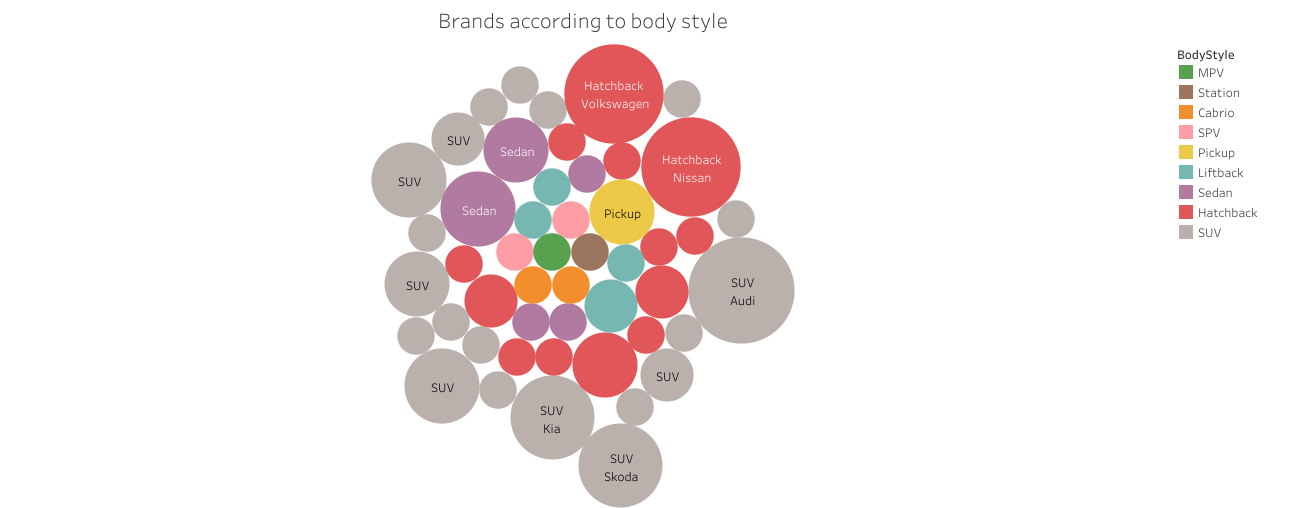 Brands according to body style
Hatchback
Volkswagen
SUV
Sedan
Hatchback
Nissan
SUV
Sedan
Pickup
SUV
SUV
Audi
SUV
SUV
SUV
Kia
SUV
Skoda
BodyStyle
MPV
Station
Cabrio
SPV
Pickup
Liftback
Sedan
Hatchback
SUV